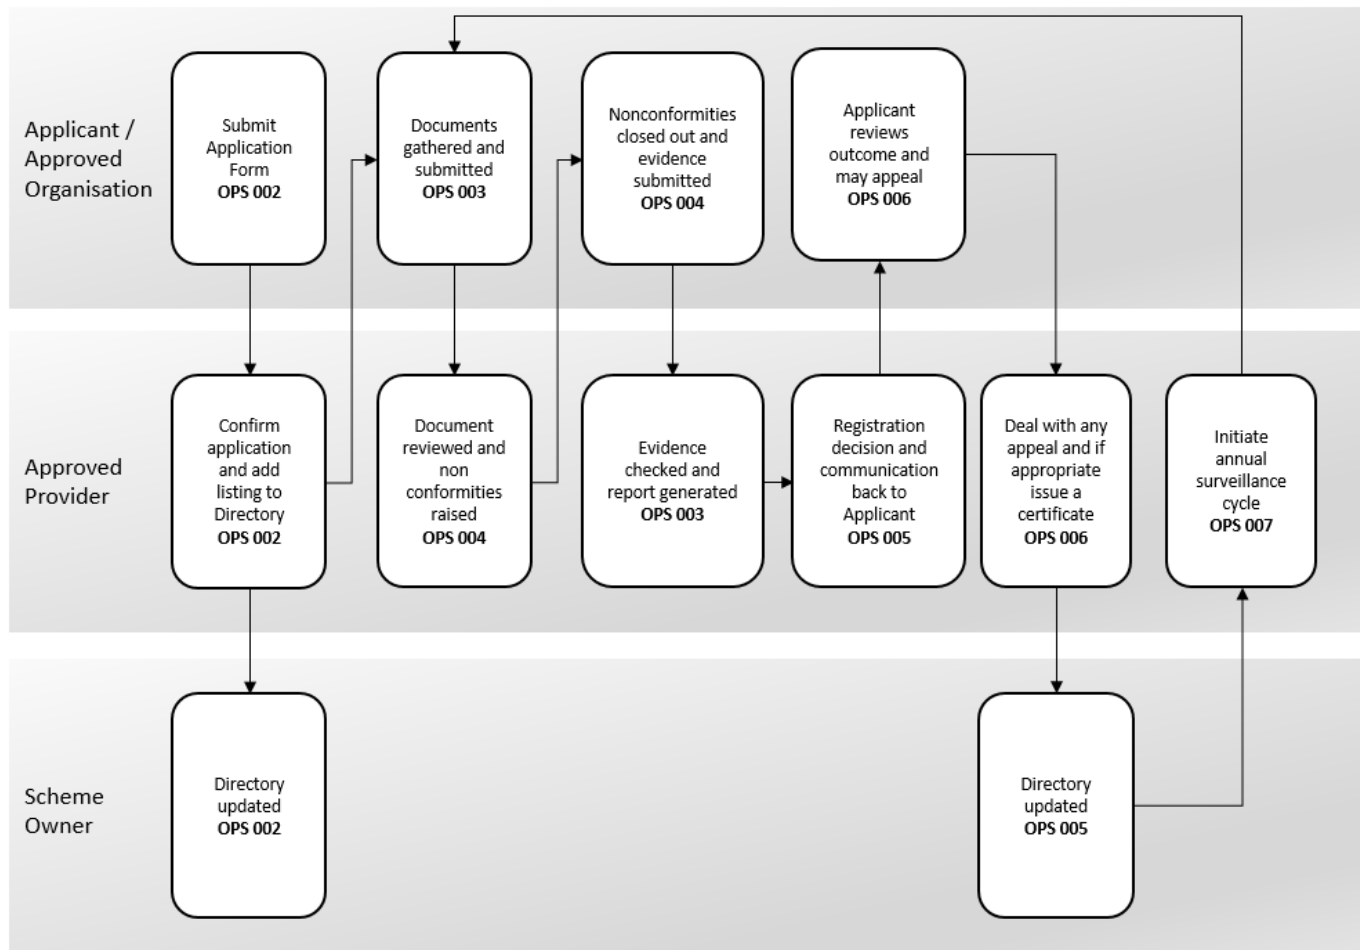 Applicant /
Approved
Organisation
Submit
Application
Form
OPS 002
Documents
gathered and
submitted
OPS 003
Nonconformities
closed out and
evidence
submitted
OPS 004
Applicant
reviews
outcome and
may appeal
OPS 006
Approved
Provider
Confirm
application
and add
listing to
Directory
OPS 002
Document
reviewed and
non
conformities
raised
OPS 004
Evidence
checked and
report generated
OPS 003
Registration
decision and
communication
back to
Applicant
OPS 005
Deal with any
appeal and if
appropriate
issue a
certificate
OPS 006
Initiate
annual
surveillance
cycle
OPS 007
Scheme
Owner
Directory
updated
OPS 002
Directory
updated
OPS 005